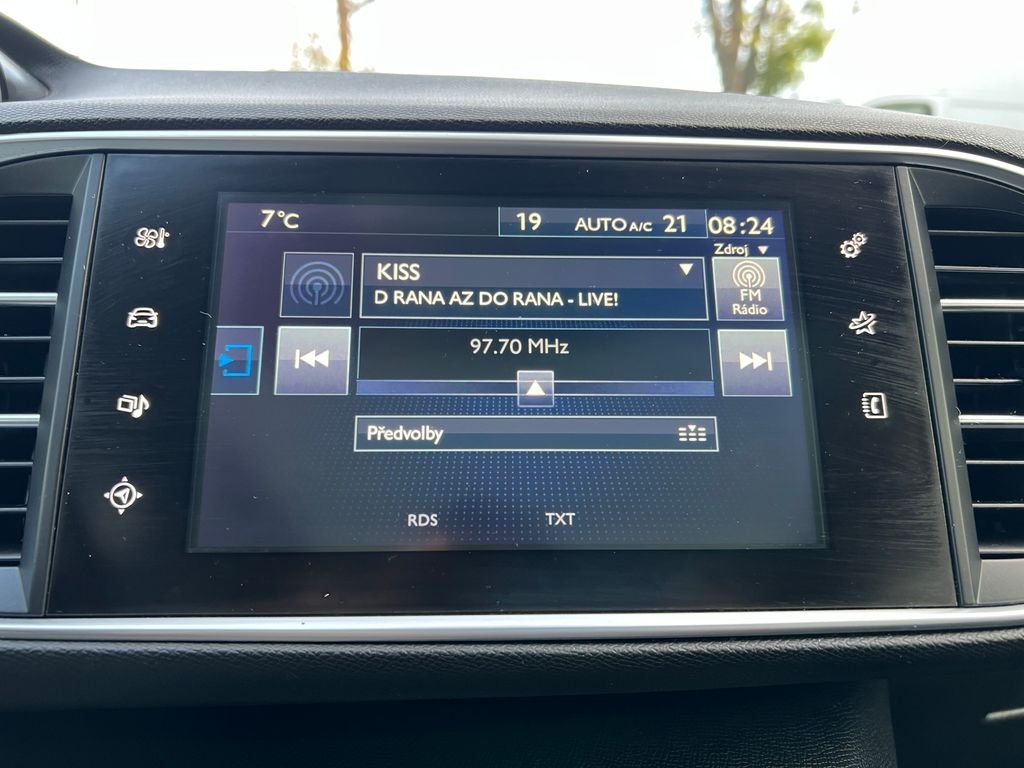 7°C
19 AUTO A/C 21
08:24
Zdroj
KISS
D RANA AZ DO RANA - LIVE!
FM
Rádio
97.70 MHz
Předvolby
RDS TXT